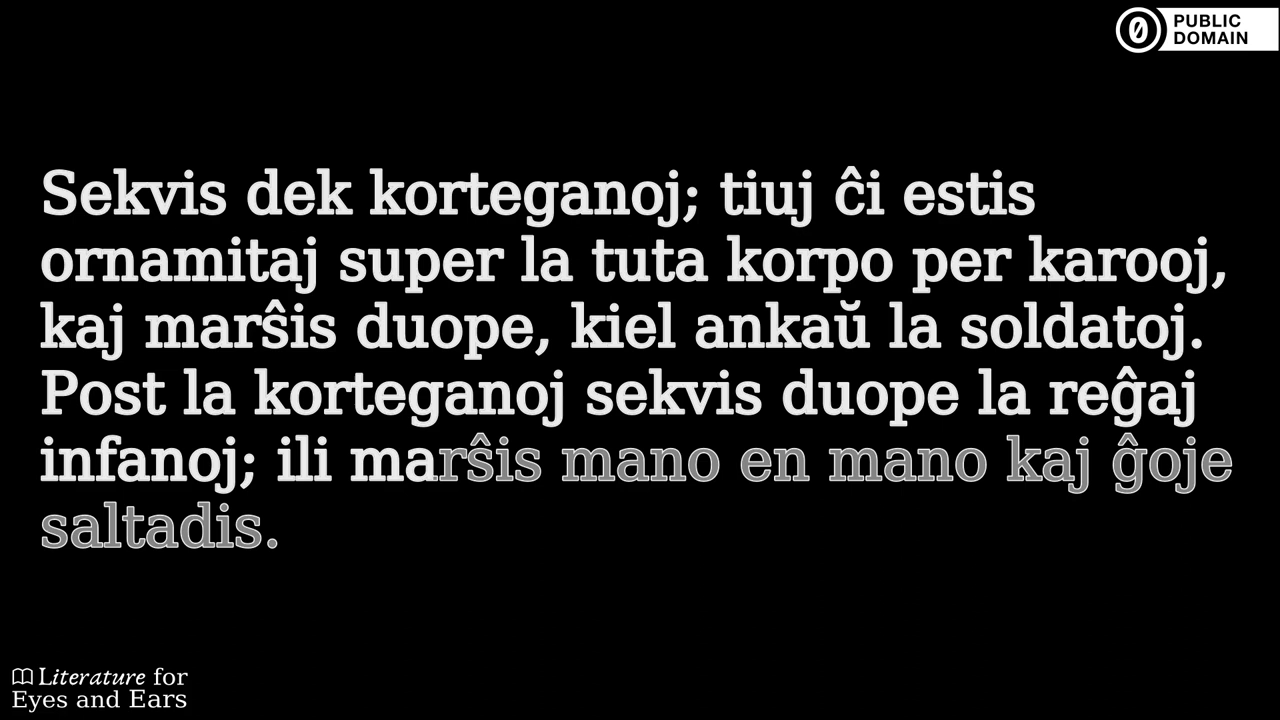 PUBLIC
DOMAIN
Sekvis dek korteganoj; tiuj ĉi estis
ornamitaj super la tuta korpo per karooj,
kaj marŝis duope, kiel ankaŭ la soldatoj.
Post la korteganoj sekvis duope la reĝaj
infanoj; ili marŝis mano en mano kaj ĝoje
saltadis.
Literature for
Eyes and Ears